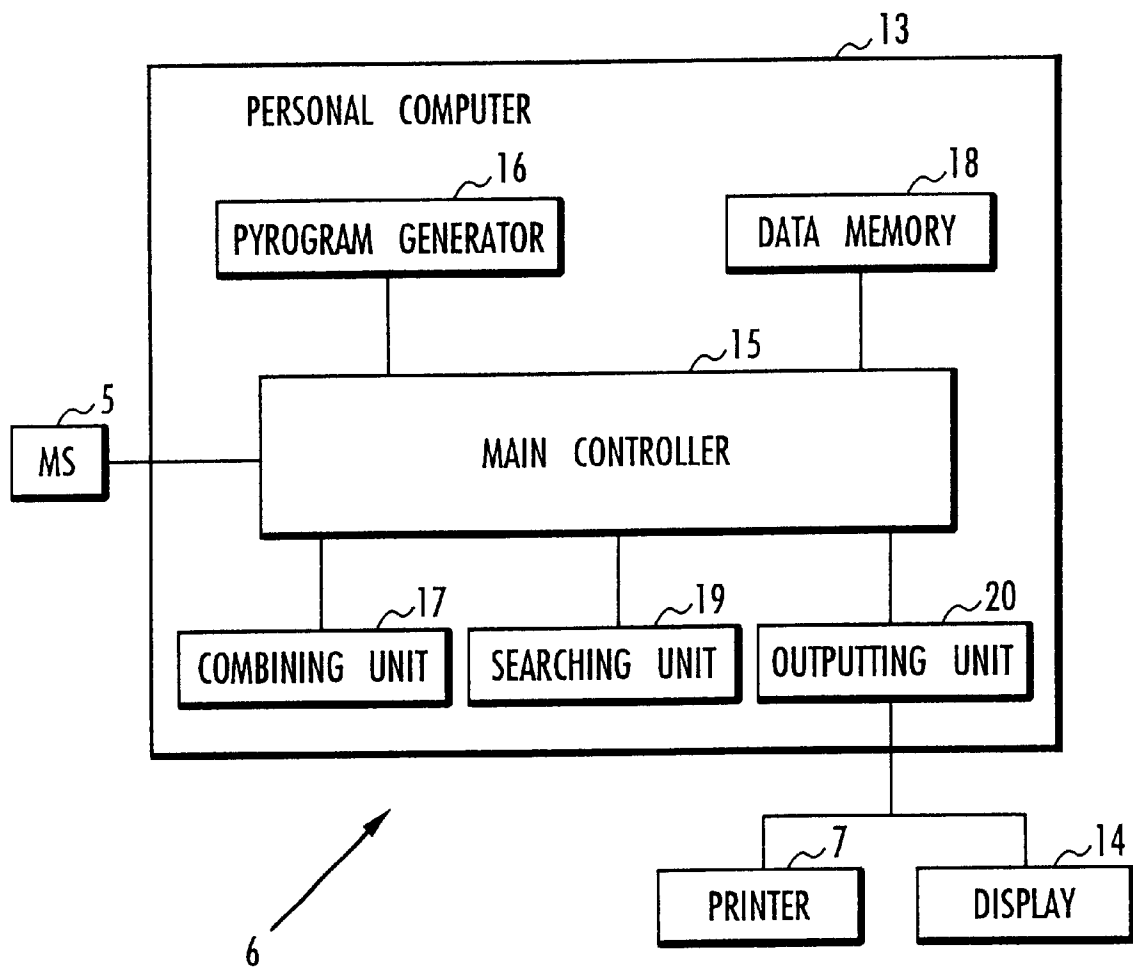 13
PERSONAL COMPUTER
16
18
PYROGRAM GENERATOR
DATA MEMORY
15
5
MS
MAIN CONTROLLER
17
19
20
COMBINING UNIT
SEARCHING UNIT
OUTPUTTING UNIT
7
14
PRINTER
DISPLAY
6